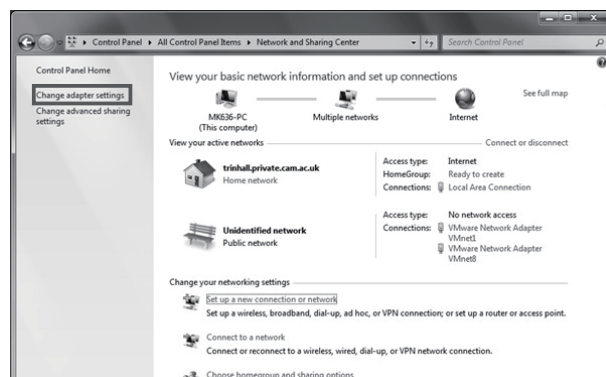 Control Panel ▸ All Control Panel Items ▸ Network and Sharing Center
Search Control Panel
Control Panel Home
Change adapter settings
Change advanced sharing
settings
View your basic network information and set up connections
See full map
MK636-PC
(This computer)
Multiple networks
Internet
View your active networks
Connect or disconnect
trinhall.private.cam.ac.uk
Home network
Access type: Internet
HomeGroup: Ready to create
Connections: Local Area Connection
Unidentified network
Public network
Access type: No network access
Connections: VMware Network Adapter
VMnet1
VMware Network Adapter
VMnet8
Change your networking settings
Set up a new connection or network
Set up a wireless, broadband, dial-up, ad hoc, or VPN connection; or set up a router or access point.
Connect to a network
Connect or reconnect to a wireless, wired, dial-up, or VPN network connection.
Choose homegroup and sharing options